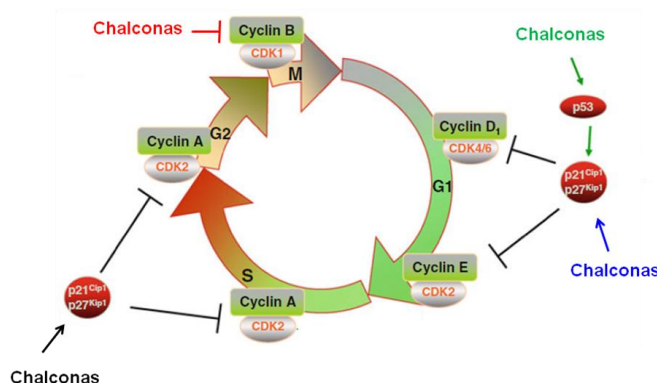 Chalconas
Cyclin B
CDK1
M
Chalconas
p53
Cyclin D1
CDK4/6
p21Cip1
p27Kip1
Chalconas
G1
Cyclin E
CDK2
S
Cyclin A
CDK2
G2
Cyclin A
CDK2
p21Cip1
p27Kip1
Chalconas